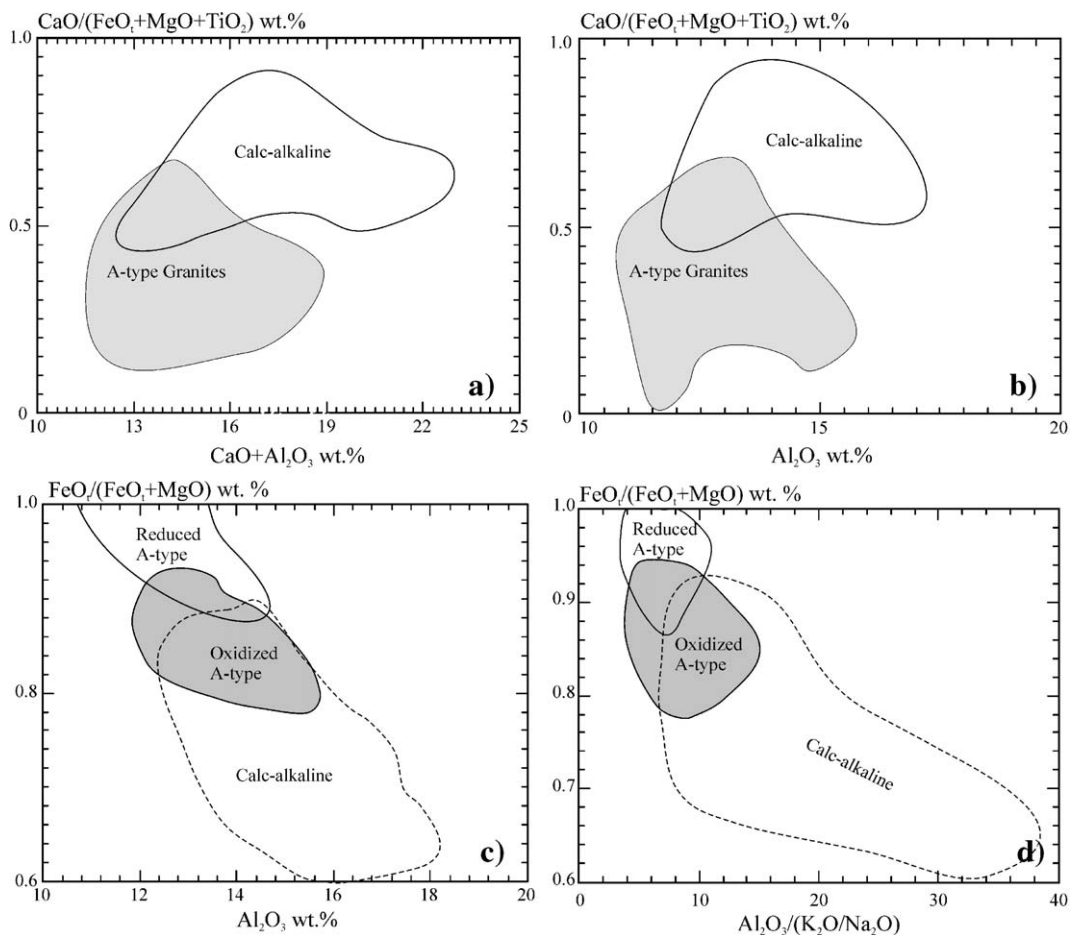 CaO/(FeOt+MgO+TiO2) wt.%
1.0
Calc-alkaline
0.5
A-type Granites
a)
0
10 13 16 19 22 25
CaO+Al2O3 wt.%
CaO/(FeOt+MgO+TiO2) wt.%
1.0
Calc-alkaline
0.5
A-type Granites
b)
0
10 15 20
Al2O3 wt.%
FeOt/(FeOt+MgO) wt. %
1.0
Reduced
A-type
0.8
Oxidized
A-type
Calc-alkaline
c)
0.6
10 12 14 16 18 20
Al2O3 wt.%
FeOt/(FeOt+MgO) wt. %
1.0
Reduced
A-type
0.9
Oxidized
A-type
0.8
Calc-alkaline
0.7
d)
0.6
0 10 20 30 40
Al2O3/(K2O/Na2O)